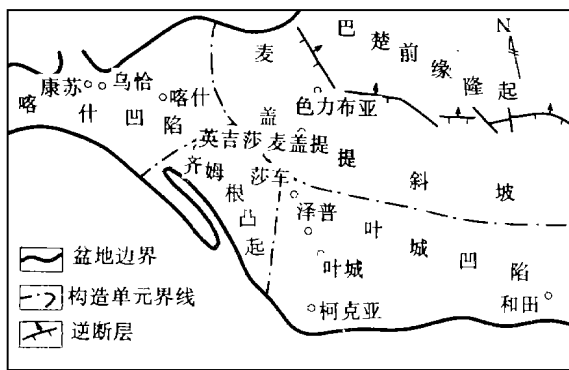 巴楚前缘隆起
N
麦盖提斜坡
康苏
乌恰
喀什
喀什凹陷
色力布亚
英吉莎
麦盖提
齐姆根凸起
莎车
泽普
叶城
叶城凹陷
和田
柯克亚
盆地边界
构造单元界线
逆断层